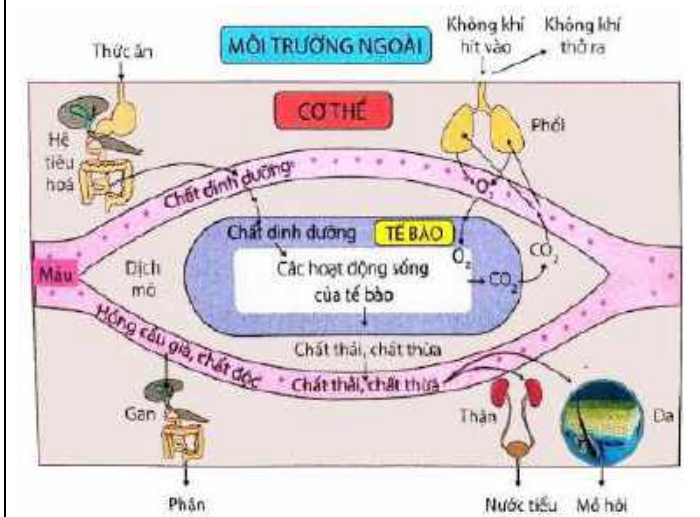 MÔI TRƯỜNG NGOÀI
Không khí
hít vào
Không khí
thở ra
Thức ăn
CƠ THỂ
Phổi
Hệ
tiêu
hoá
Chất dinh dưỡng
O2
Chất dinh dưỡng
TẾ BÀO
O2
CO2
Các hoạt động sống
của tế bào
CO2
Máu
Dịch
mô
Chất thải, chất thừa
Hồng cầu già, chất độc
Chất thải, chất thừa
Gan
Thận
Da
Phân
Nước tiểu
Mồ hôi